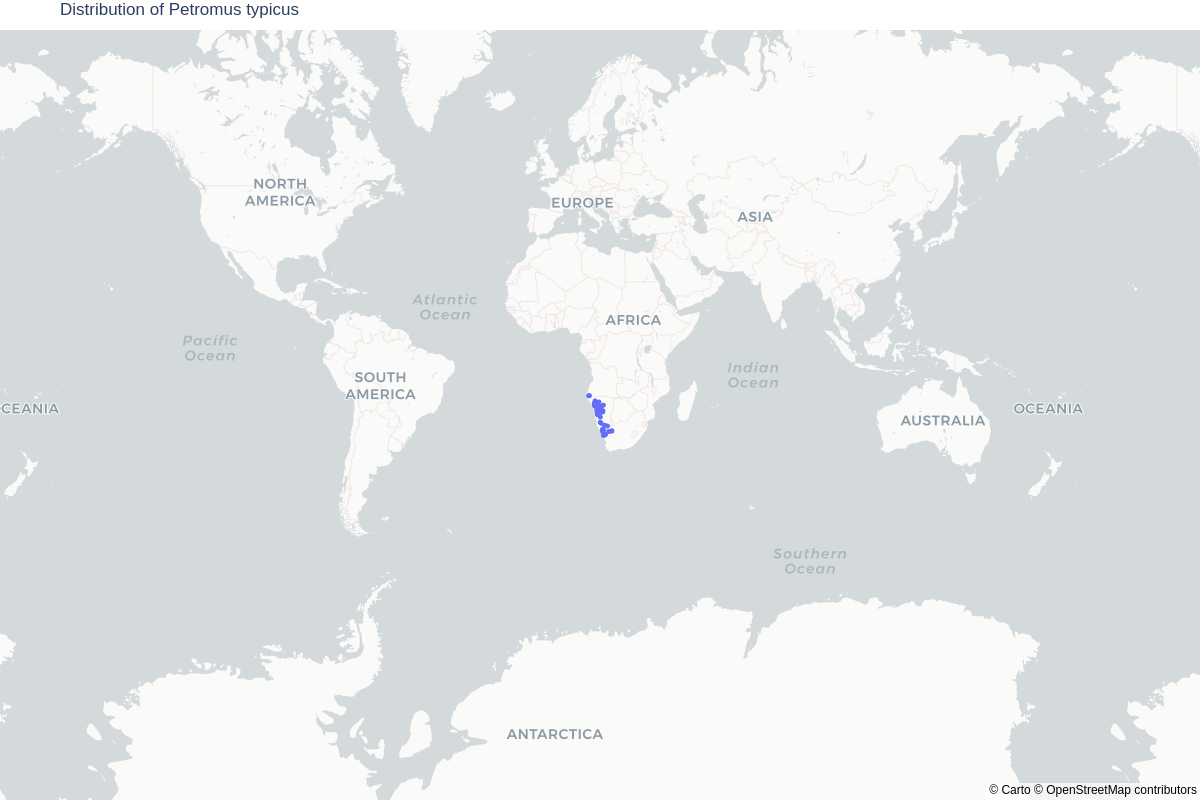 Distribution of Petromus typicus
NORTH
AMERICA
EUROPE
ASIA
Atlantic
Ocean
AFRICA
Pacific
Ocean
Indian
Ocean
SOUTH
AMERICA
CEANIA
OCEANIA
AUSTRALIA
Southern
Ocean
ANTARCTICA
© Carto © OpenStreetMap contributors